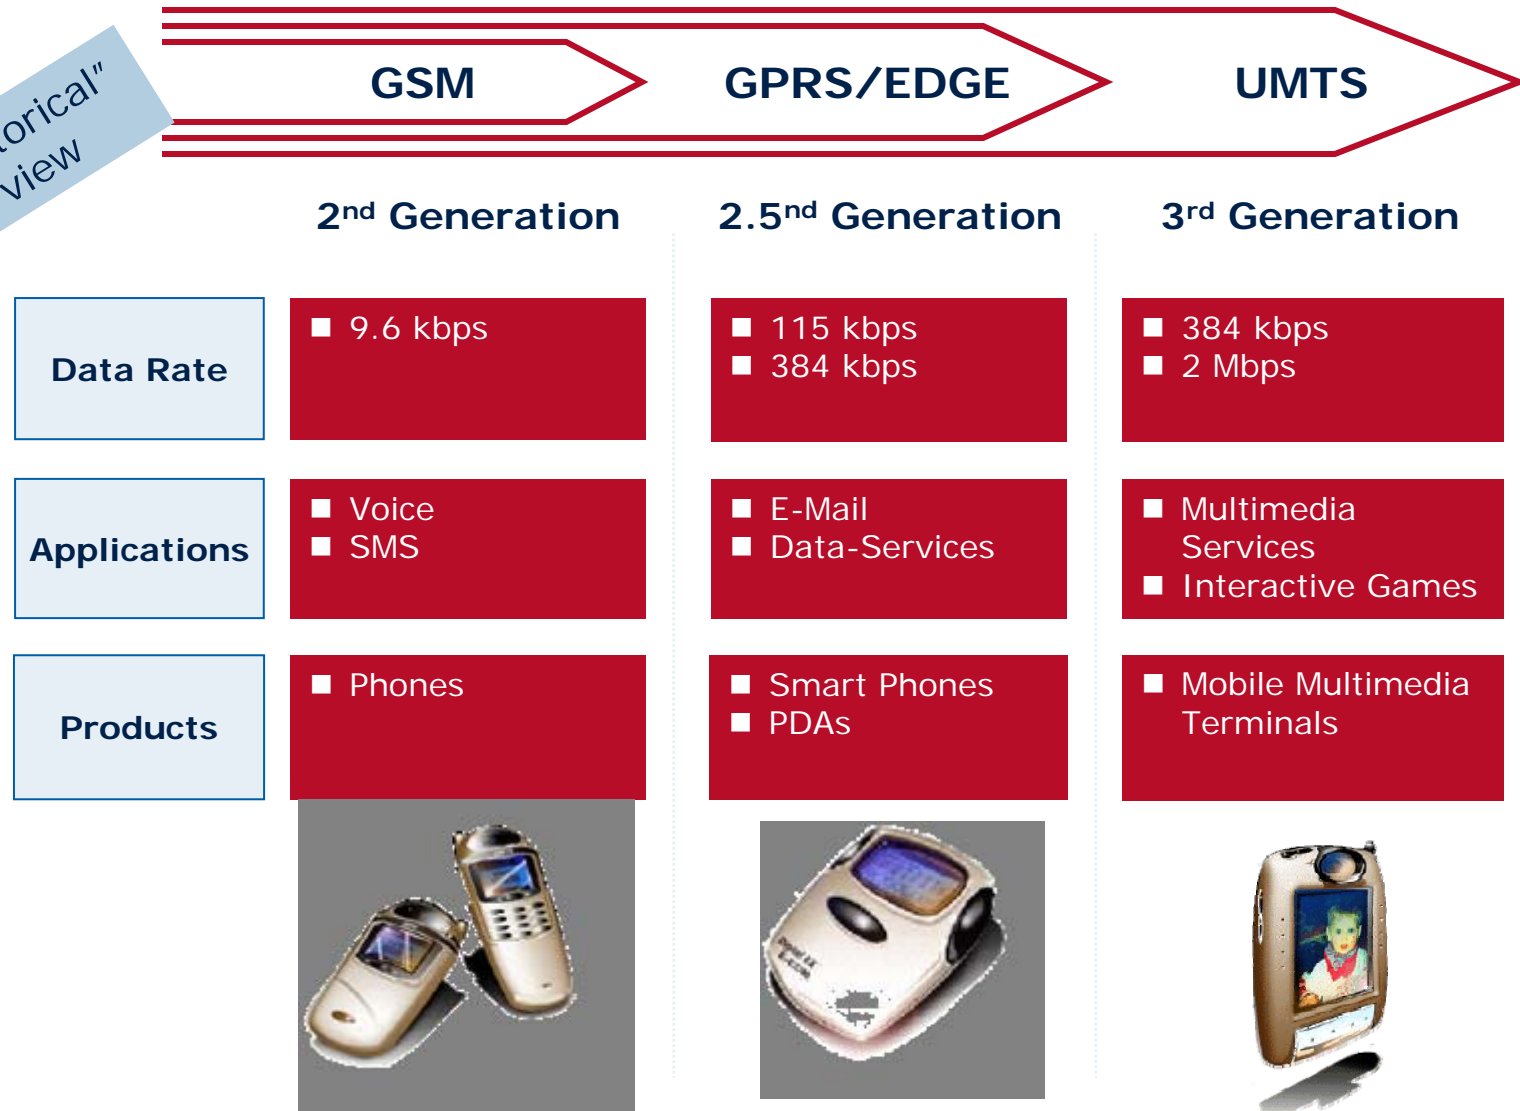 view
GSM
GPRS/EDGE
UMTS
2nd Generation
2.5nd Generation
3rd Generation
Data Rate
■ 9.6 kbps
■ 115 kbps
■ 384 kbps
■ 384 kbps
■ 2 Mbps
Applications
■ Voice
■ SMS
■ E-Mail
■ Data-Services
■ Multimedia
Services
■ Interactive Games
Products
■ Phones
■ Smart Phones
■ PDAs
■ Mobile Multimedia
Terminals